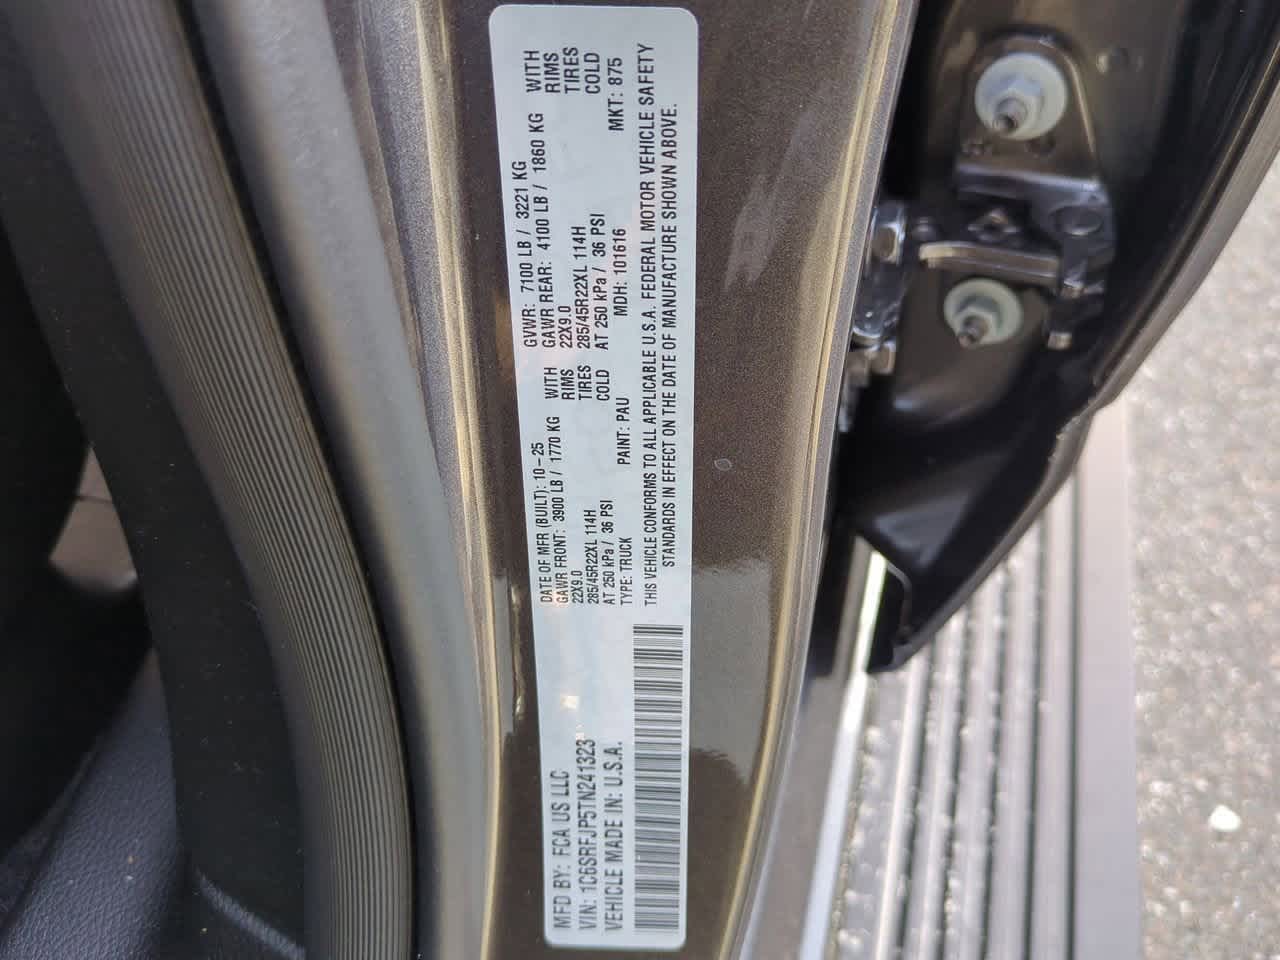 MFD BY: FCA US LLC
VIN: 1C6SRFJP5TN241323
VEHICLE MADE IN: U.S.A.
DATE OF MFR (BUILT): 10-25 GVWR: 7100 LB / 3221 KG
GAWR FRONT: 3900 LB / 1770 KG WITH GAWR REAR: 4100 LB / 1860 KG WITH
22X9.0 RIMS 22X9.0 RIMS
285/45R22XL 114H TIRES 285/45R22XL 114H TIRES
AT 250 kPa / 36 PSI COLD AT 250 kPa / 36 PSI COLD
TYPE: TRUCK PAINT: PAU MDH: 101616 MKT: 875
THIS VEHICLE CONFORMS TO ALL APPLICABLE U.S.A. FEDERAL MOTOR VEHICLE SAFETY
STANDARDS IN EFFECT ON THE DATE OF MANUFACTURE SHOWN ABOVE.